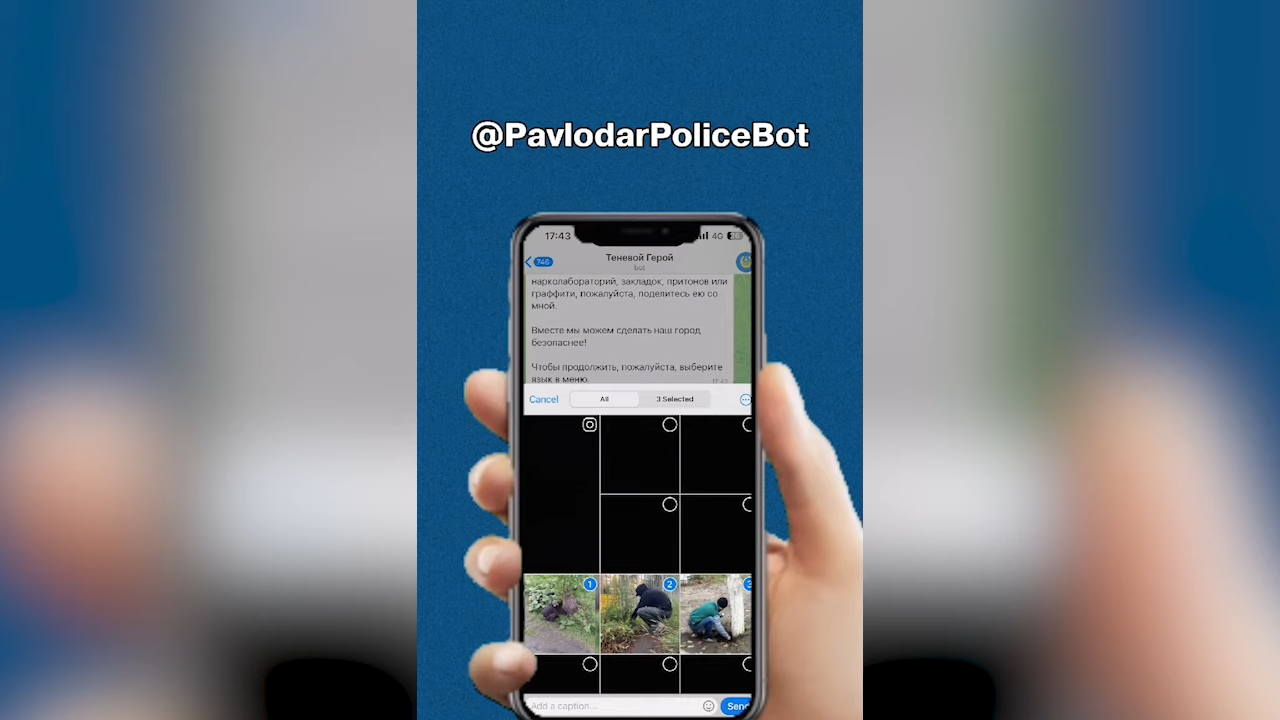 @PavlodarPoliceBot
17:43
4G
746
Теневой Герой
bot
нарколабораторий, закладок, притонов или
граффити, пожалуйста, поделитесь ею со
мной.
Вместе мы можем сделать наш город
безопаснее!
Чтобы продолжить, пожалуйста, выберите
язык в меню.
17:43
Cancel
All
3 Selected
1
2
3
Add a caption...
Send